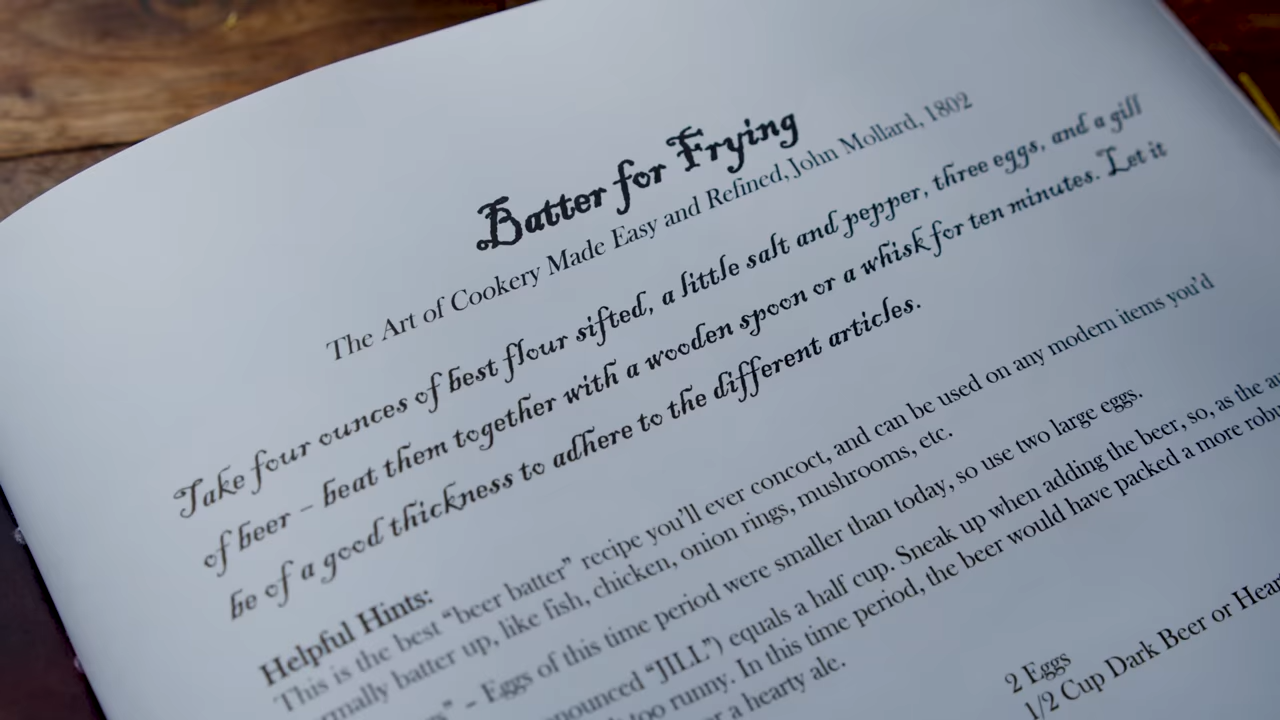 Batter for Frying
The Art of Cookery Made Easy and Refined, John Mollard, 1802
Take four ounces of best flour sifted, a little salt and pepper, three eggs, and a gill
of beer – beat them together with a wooden spoon or a whisk for ten minutes. Let it
be of a good thickness to adhere to the different articles.
Helpful Hints:
This is the best “beer batter” recipe you’ll ever concoct, and can be used on any modern items you’d
batter up, like fish, chicken, onion rings, mushrooms, etc.
– Eggs of this time period were smaller than today, so use two large eggs.
“JILL”) equals a half cup. Sneak up when adding the beer, so, as the
too runny. In this time period, the beer would have packed a more
a hearty ale.
2 Eggs
1/2 Cup Dark Beer or